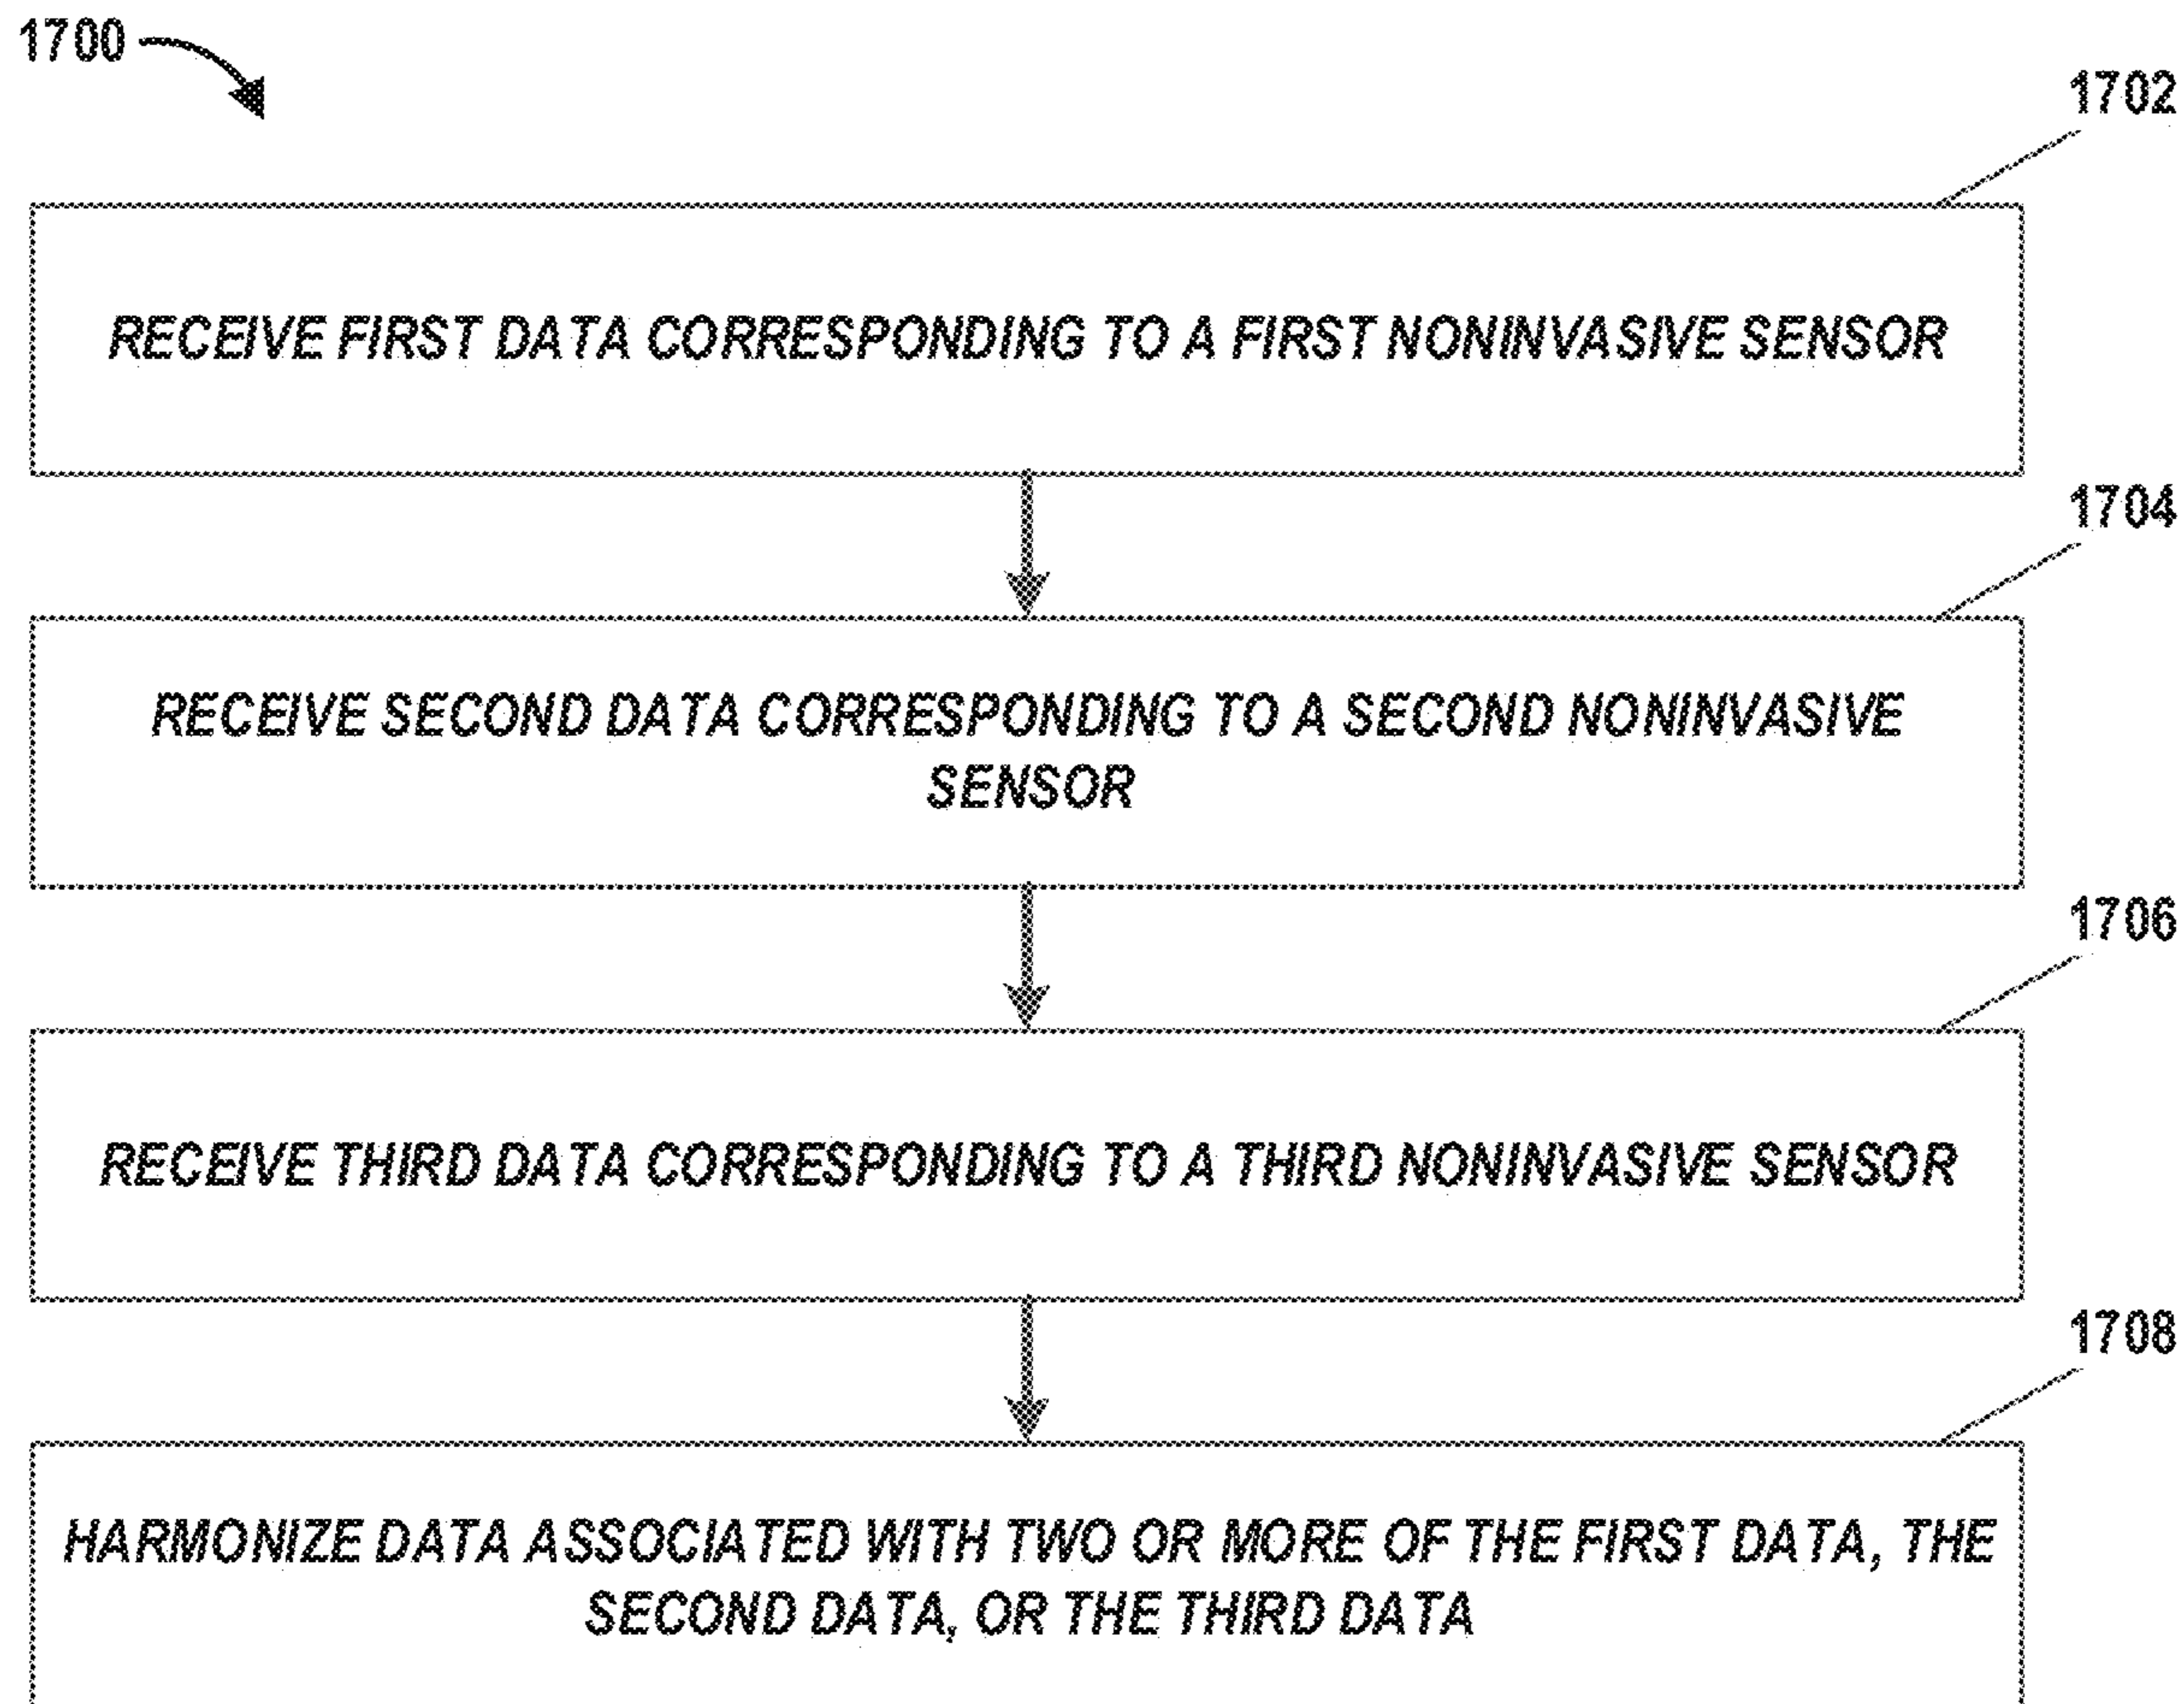 1700
1702
RECEIVE FIRST DATA CORRESPONDING TO A FIRST NONINVASIVE SENSOR
1704
RECEIVE SECOND DATA CORRESPONDING TO A SECOND NONINVASIVE
SENSOR
1706
RECEIVE THIRD DATA CORRESPONDING TO A THIRD NONINVASIVE SENSOR
1708
HARMONIZE DATA ASSOCIATED WITH TWO OR MORE OF THE FIRST DATA, THE
SECOND DATA, OR THE THIRD DATA